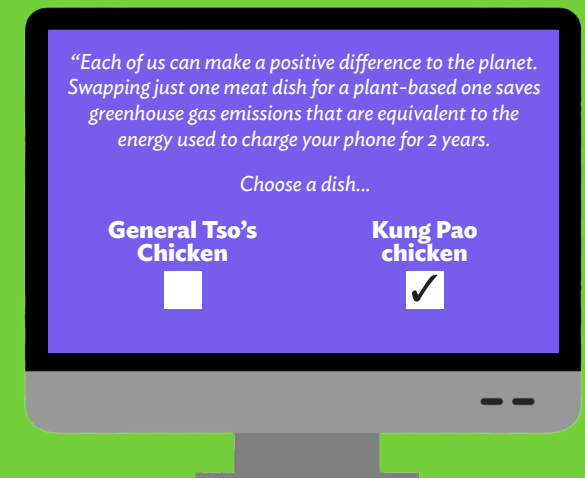 “Each of us can make a positive difference to the planet.
Swapping just one meat dish for a plant-based one saves
greenhouse gas emissions that are equivalent to the
energy used to charge your phone for 2 years.
Choose a dish...
General Tso’s
Chicken
Kung Pao
chicken
✓